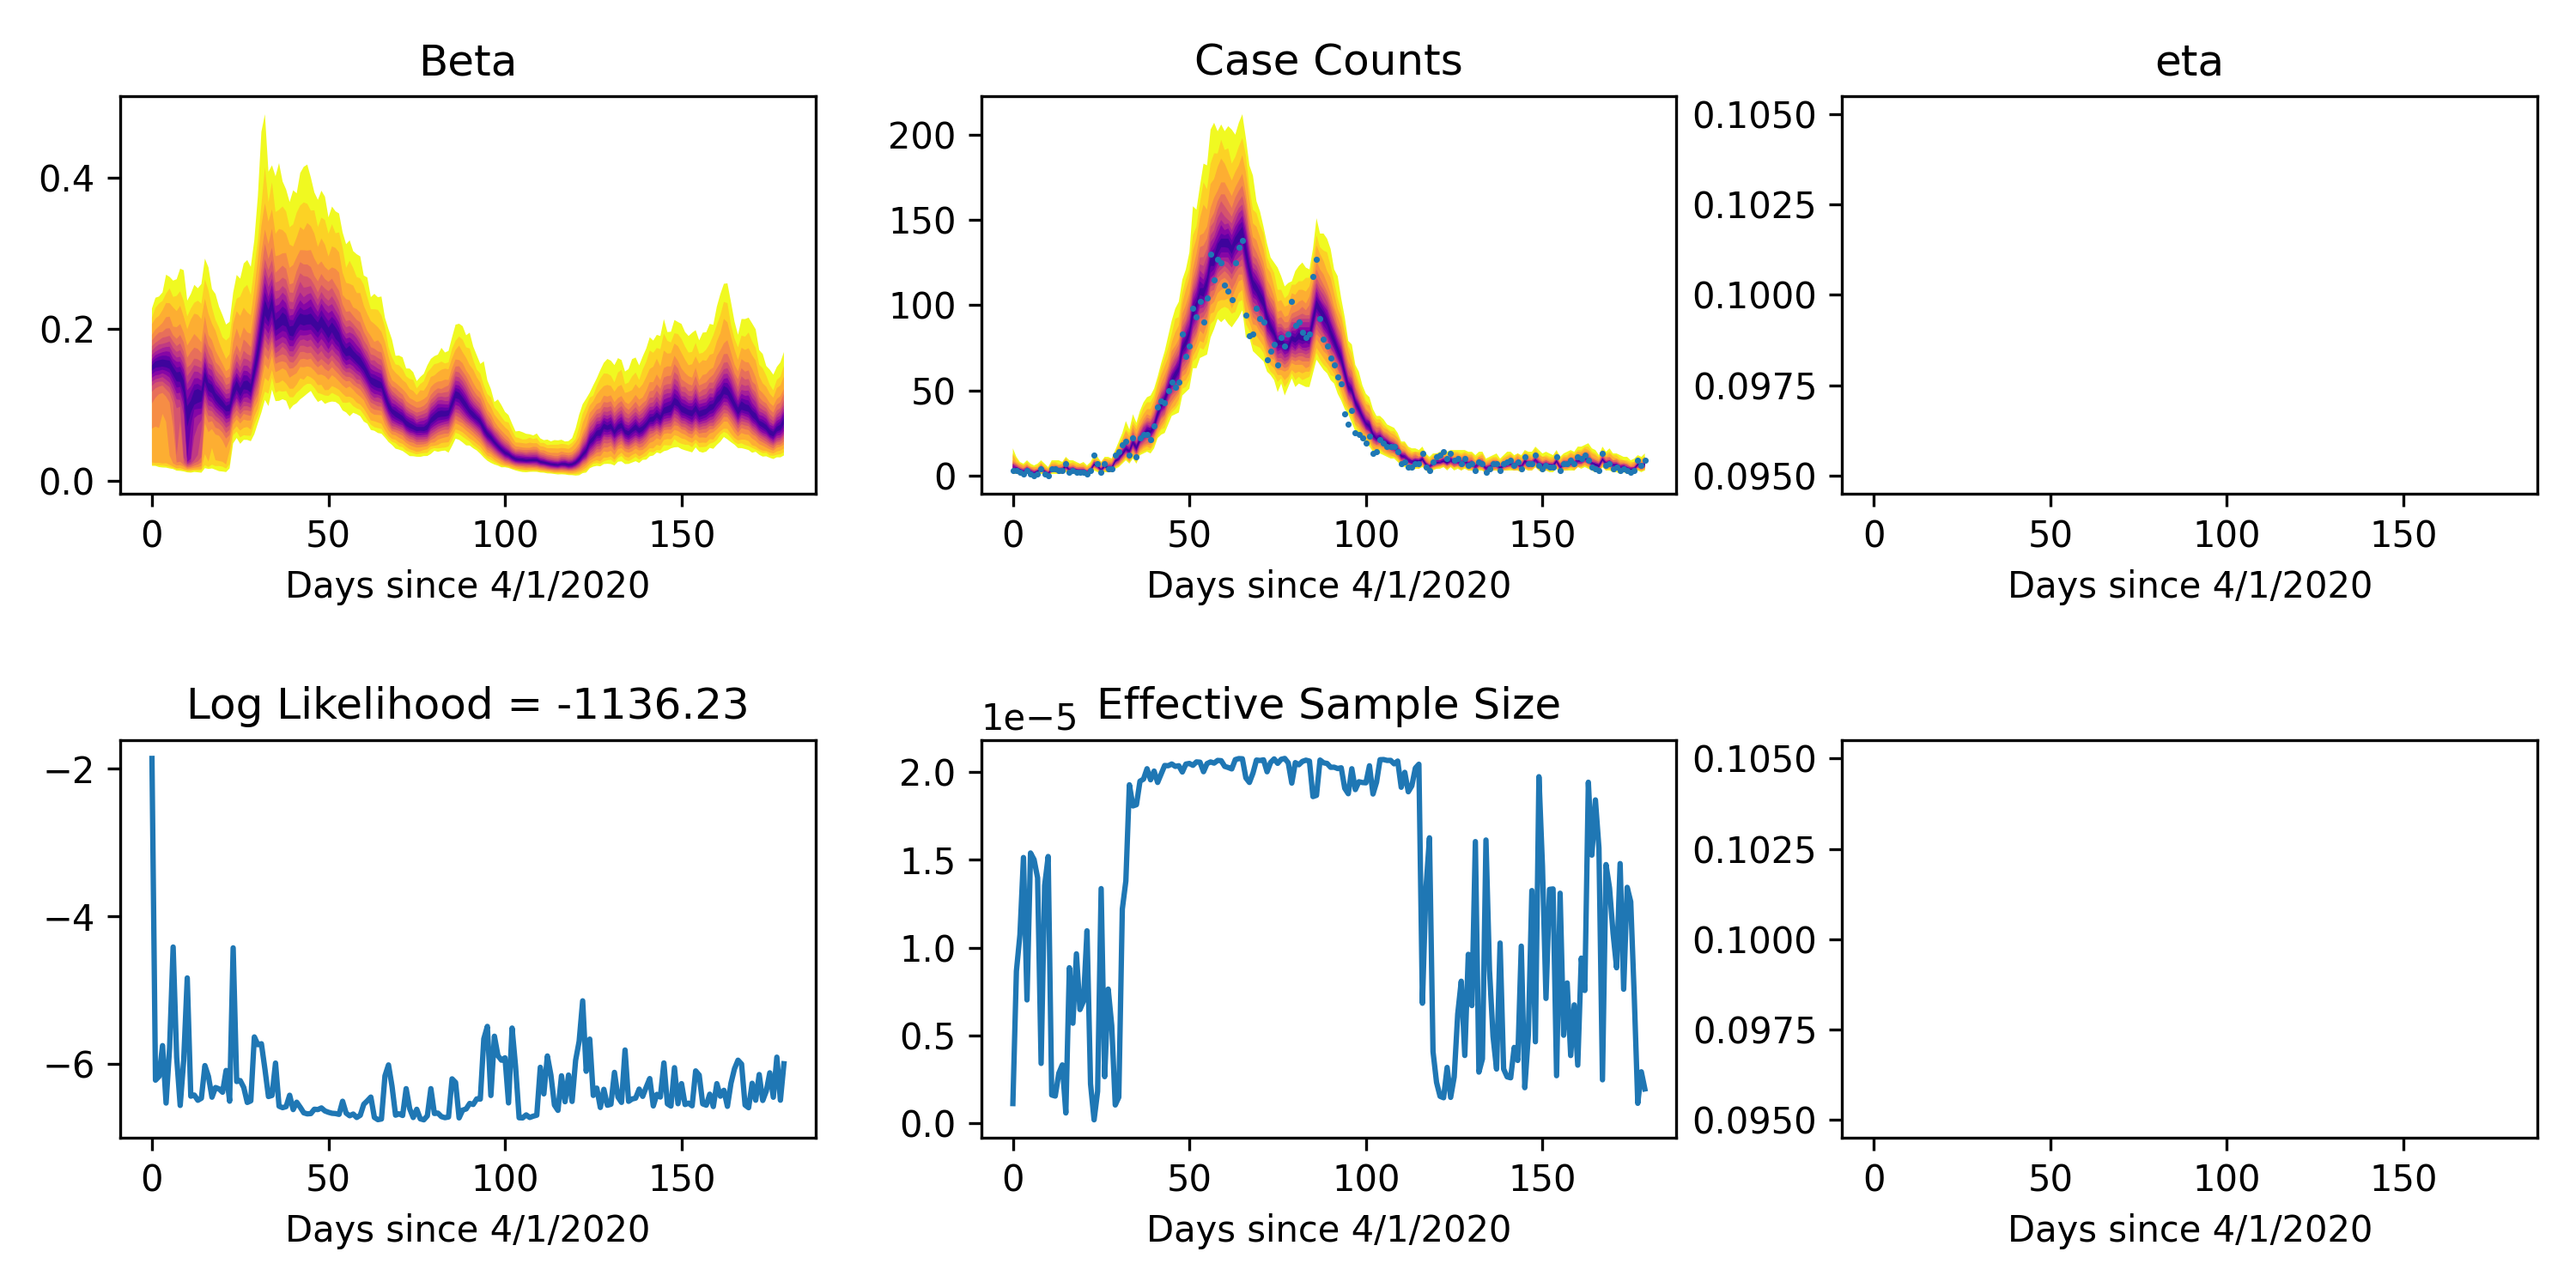 Beta
Case Counts
eta
0.4
0.2
0.0
0 50 100 150
Days since 4/1/2020
200
150
100
50
0
0 50 100 150
Days since 4/1/2020
0.1050
0.1025
0.1000
0.0975
0.0950
0 50 100 150
Days since 4/1/2020
Log Likelihood = -1136.23
−2
−4
−6
0 50 100 150
Days since 4/1/2020
1e−5 Effective Sample Size
2.0
1.5
1.0
0.5
0.0
0 50 100 150
Days since 4/1/2020
0.1050
0.1025
0.1000
0.0975
0.0950
0 50 100 150
Days since 4/1/2020